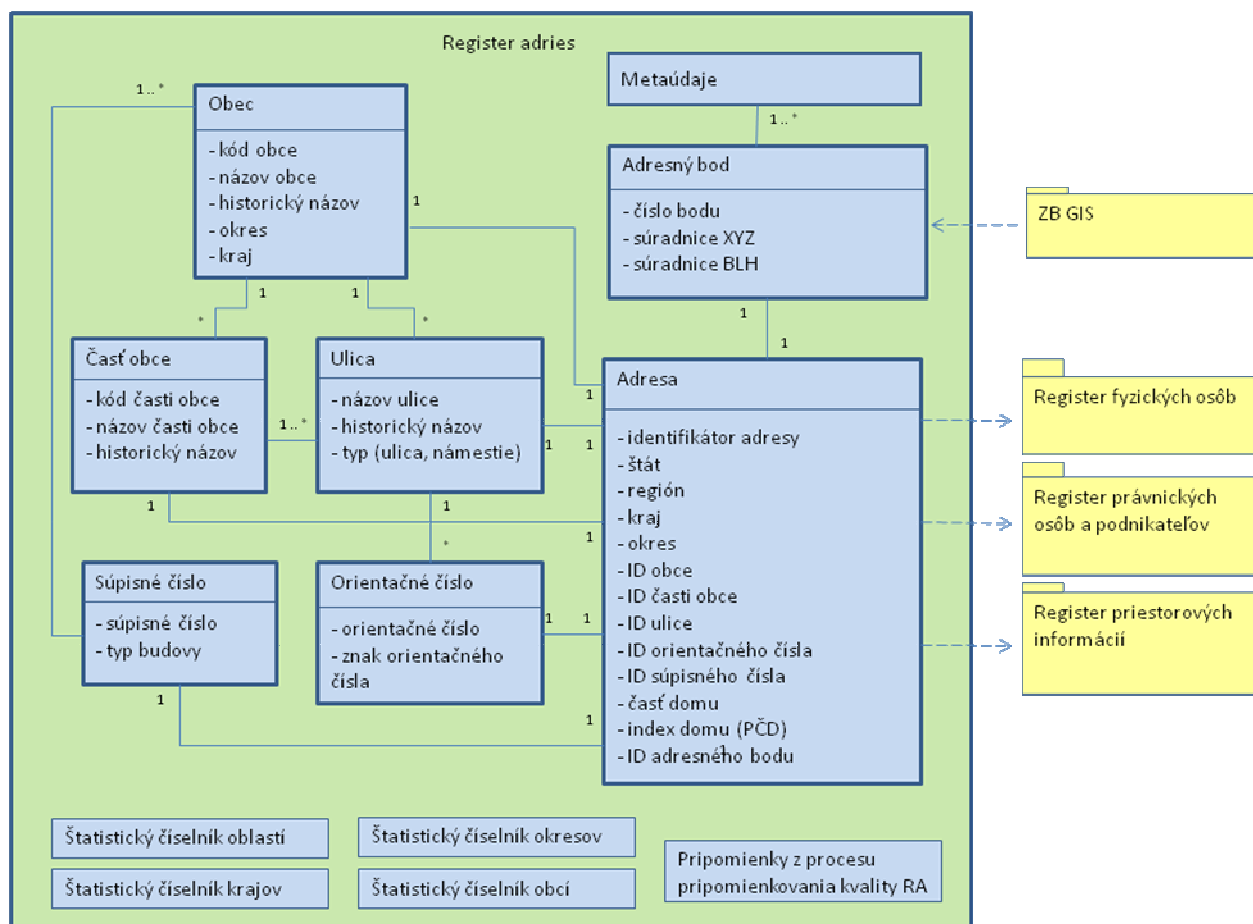 Register adries
Metaúdaje
1..*
1..*
Obec
- kód obce
- názov obce
- historický názov
- okres
- kraj
1
Adresný bod
- číslo bodu
- súradnice XYZ
- súradnice BLH
ZB GIS
1
1
*
*
1
1
Časť obce
- kód časti obce
- názov časti obce
- historický názov
1..*
Ulica
- názov ulice
- historický názov
- typ (ulica, námestie)
1
1
1
Adresa
- identifikátor adresy
- štát
- región
- kraj
- okres
- ID obce
- ID časti obce
- ID ulice
- ID orientačného čísla
- ID súpisného čísla
- časť domu
- index domu (PČD)
- ID adresného bodu
1
Register fyzických osôb
Register právnických
osôb a podnikateľov
Register priestorových
informácií
1
1
1
*
Súpisné číslo
- súpisné číslo
- typ budovy
Orientačné číslo
- orientačné číslo
- znak orientačného
čísla
1
1
1
1
Štatistický číselník oblastí
Štatistický číselník okresov
Štatistický číselník krajov
Štatistický číselník obcí
Pripomienky z procesu
pripomienkovania kvality RA